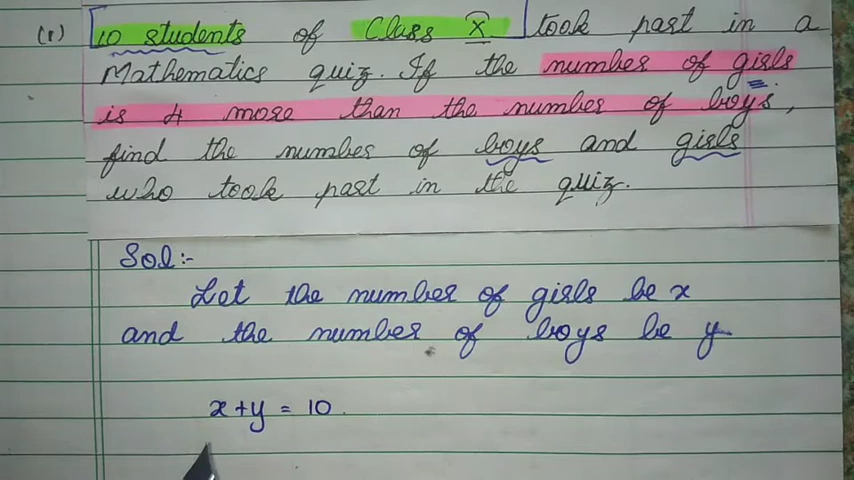 (1) 10 students of Class X took part in a
Mathematics quiz. If the number of girls
is 4 more than the number of boys,
find the number of boys and girls
who took part in the quiz.
Sol:-
Let the number of girls be x
and the number of boys be y
x+y = 10.